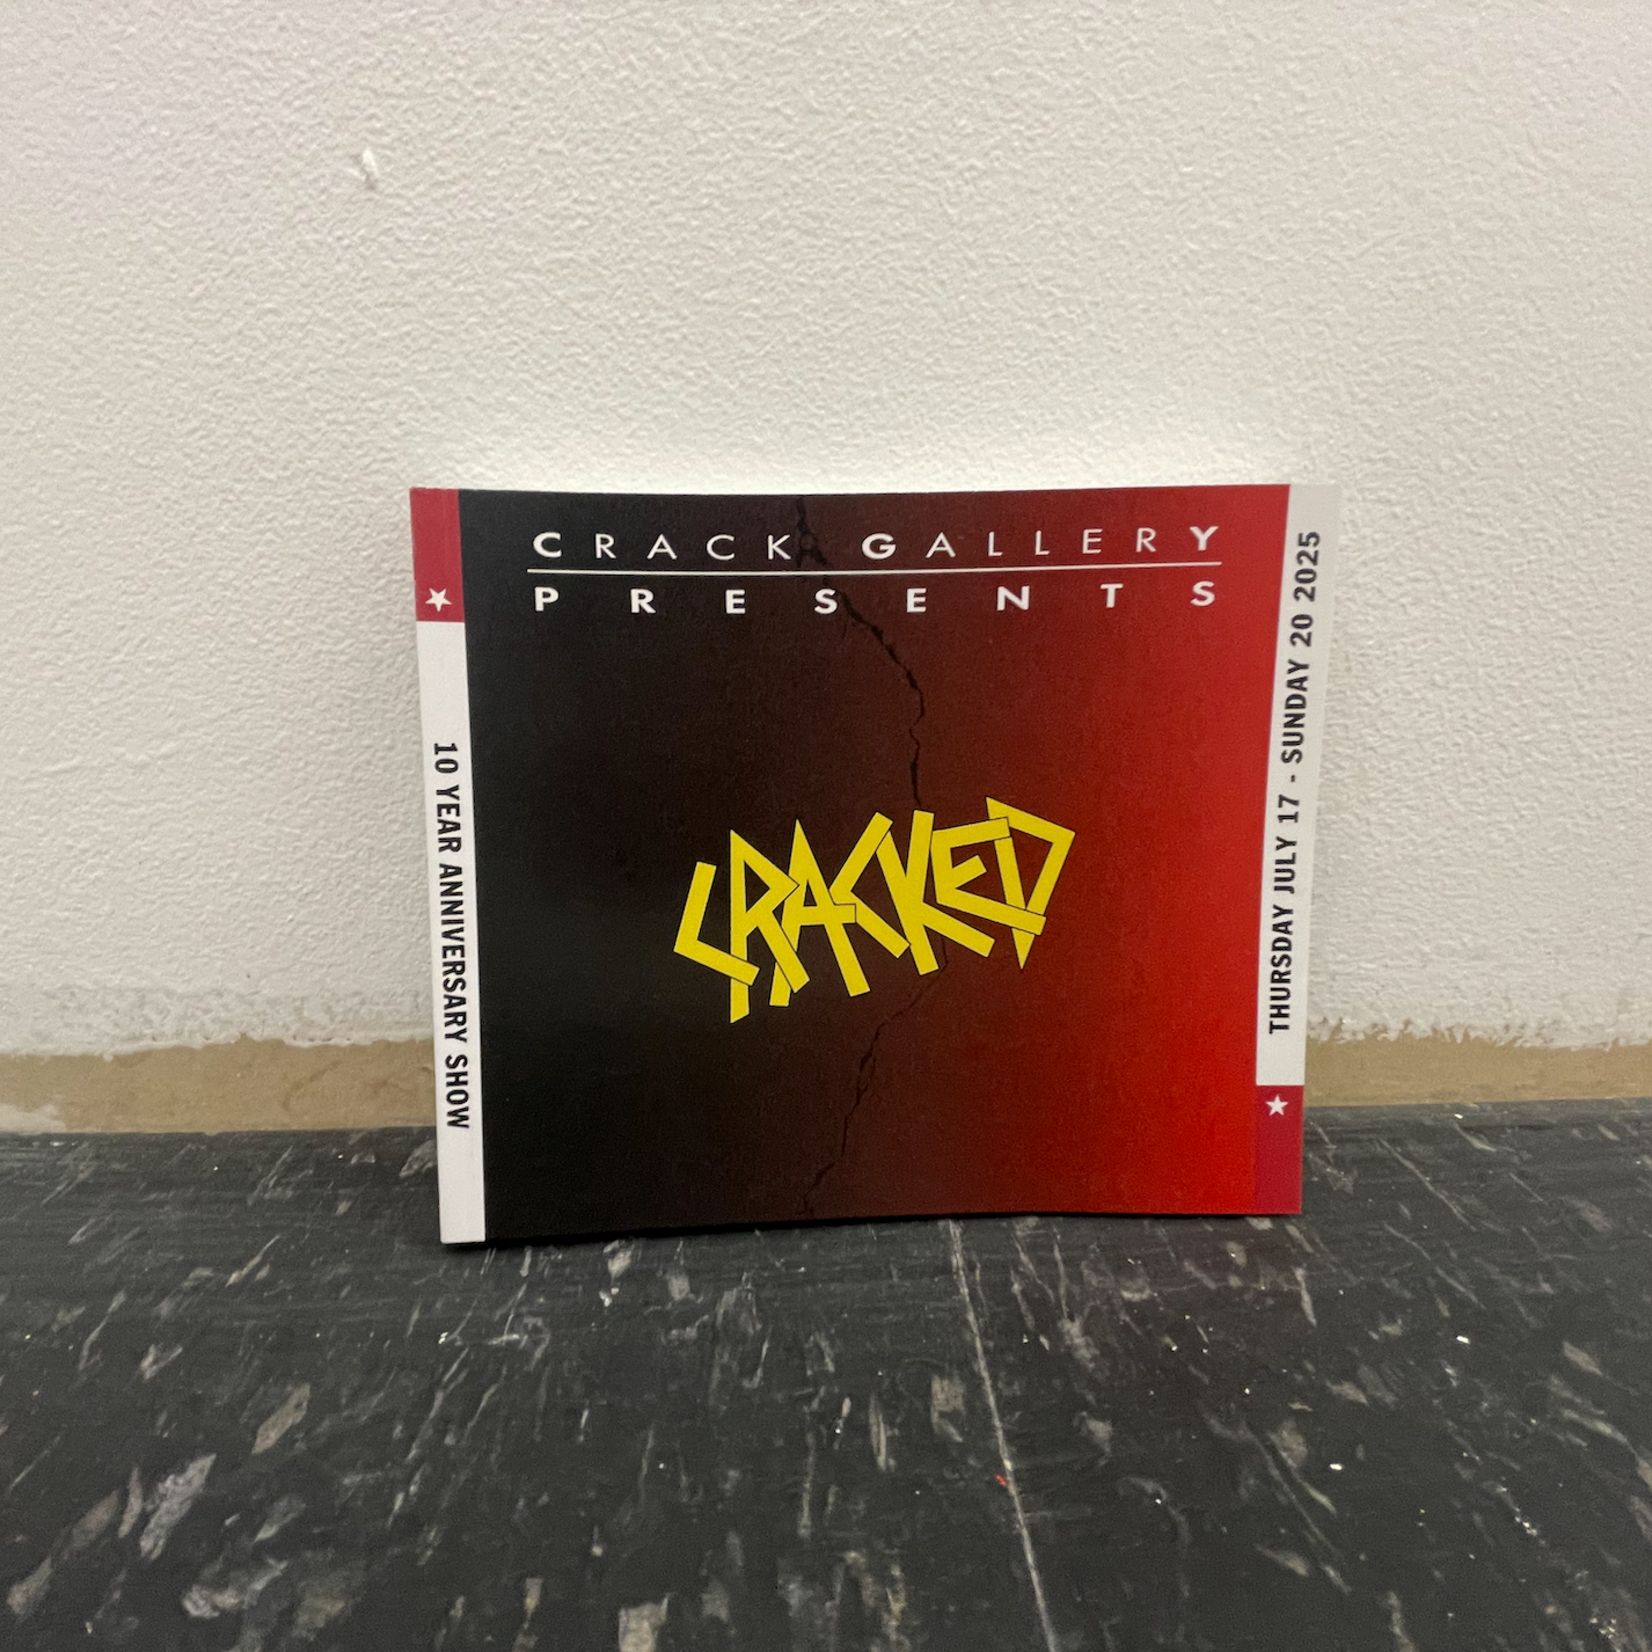 CRACK GALLERY
PRESENTS
10 YEAR ANNIVERSARY SHOW
CRACKED
THURSDAY JULY 17 - SUNDAY 20 2025